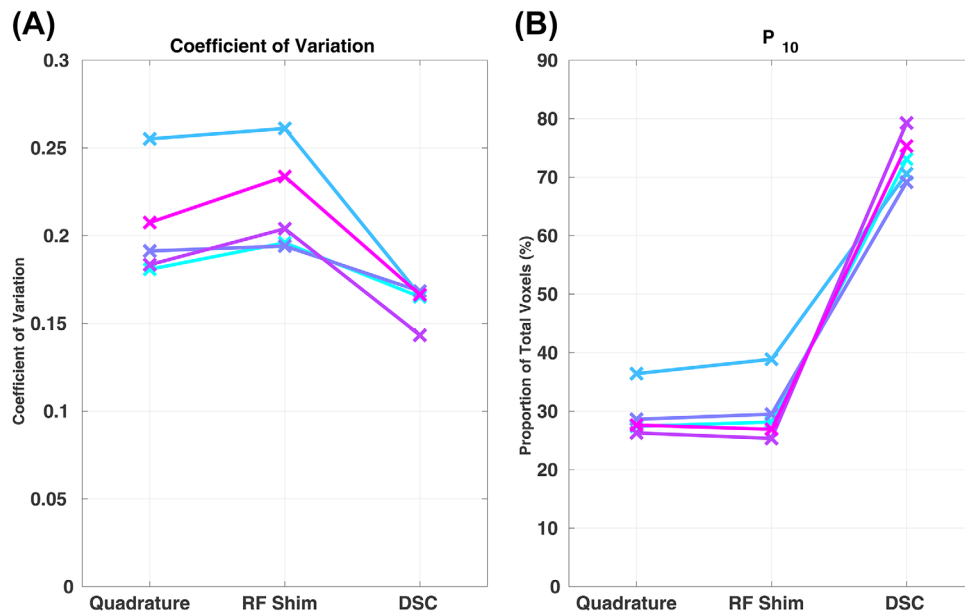 (A)
Coefficient of Variation
0.3
0.25
0.2
0.15
0.1
0.05
0
Coefficient of Variation
Quadrature RF Shim DSC
(B)
P 10
90
80
70
60
50
40
30
20
10
0
Proportion of Total Voxels (%)
Quadrature RF Shim DSC